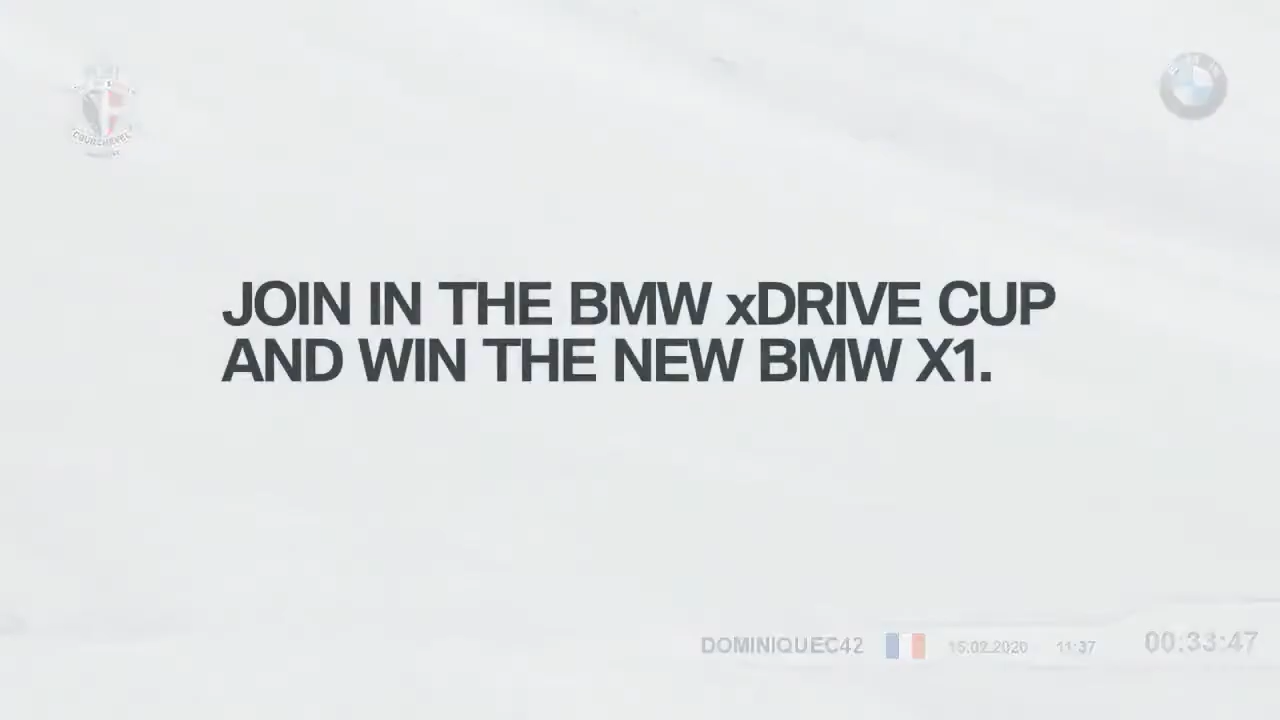 COURCHEVEL
JOIN IN THE BMW xDRIVE CUP
AND WIN THE NEW BMW X1.
DOMINIQUEC42 15.02.2020 11:37 00:33:47